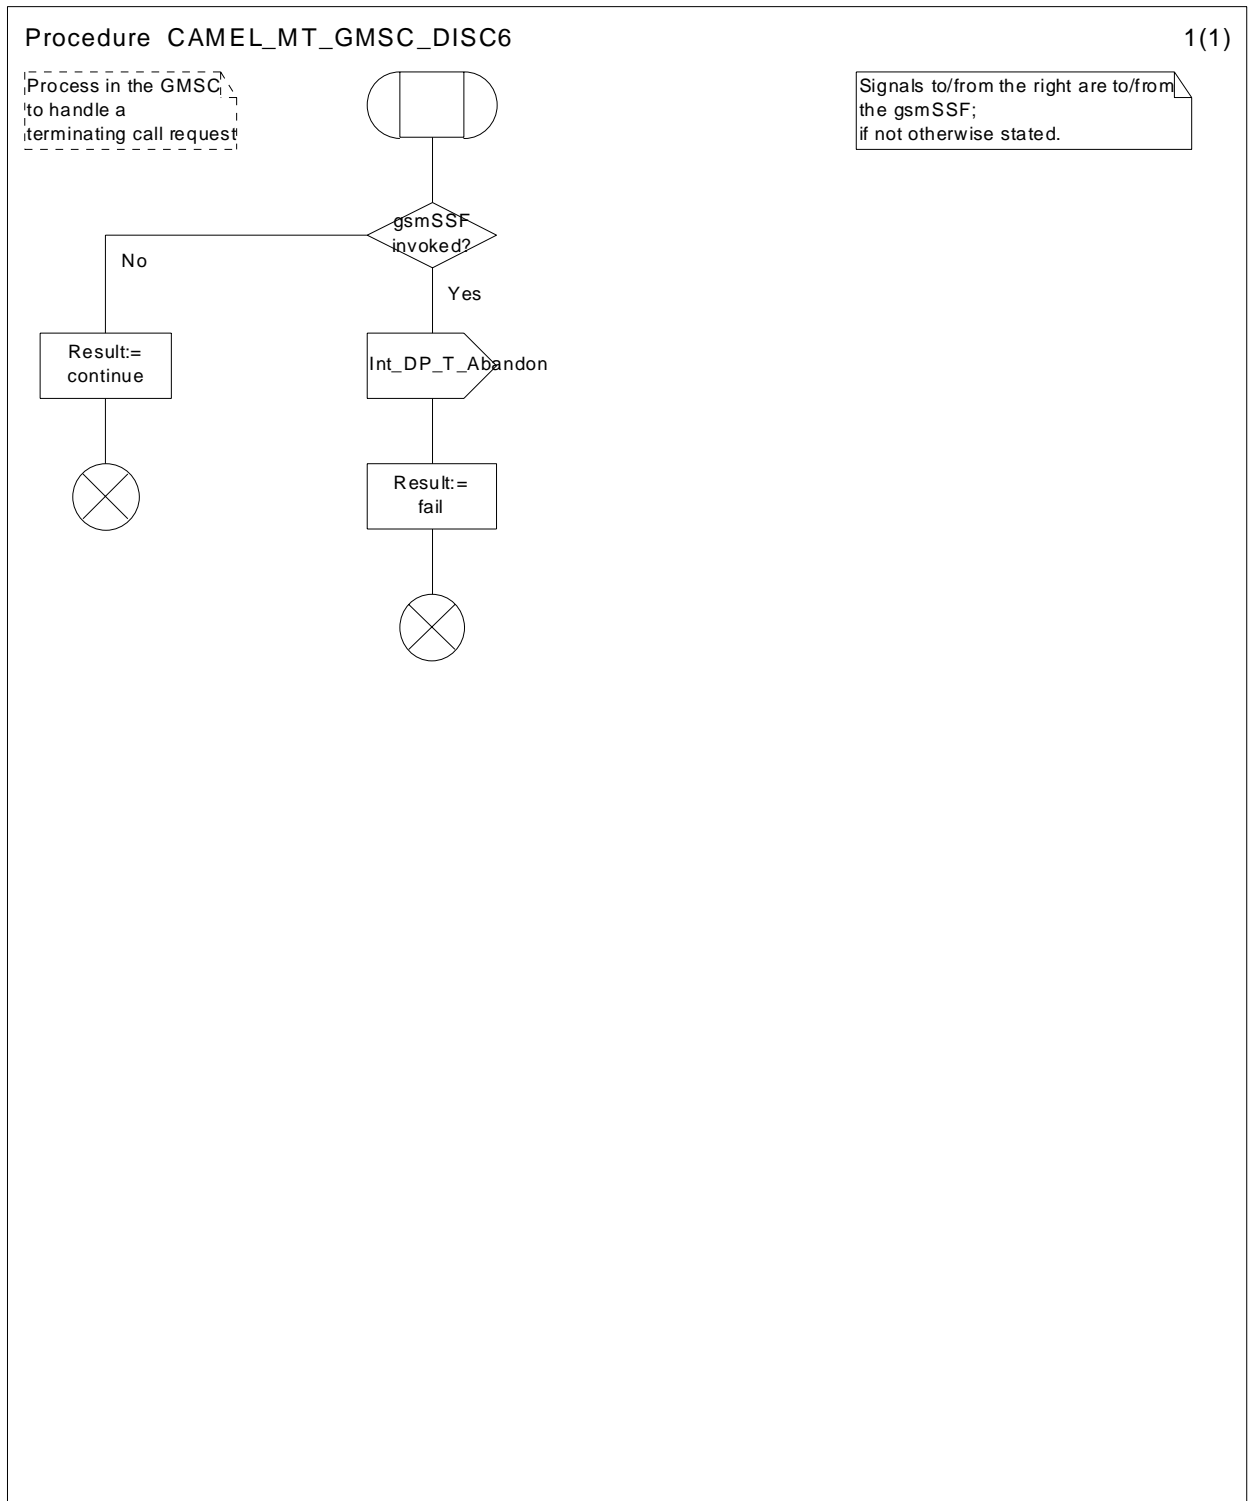 Procedure CAMEL_MT_GMSC_DISC6
1(1)
Process in the GMSC
to handle a
terminating call request
Signals to/from the right are to/from
the gsmSSF;
if not otherwise stated.
gsmSSF
invoked?
No
Yes
Result:=
continue
Int_DP_T_Abandon
Result:=
fail